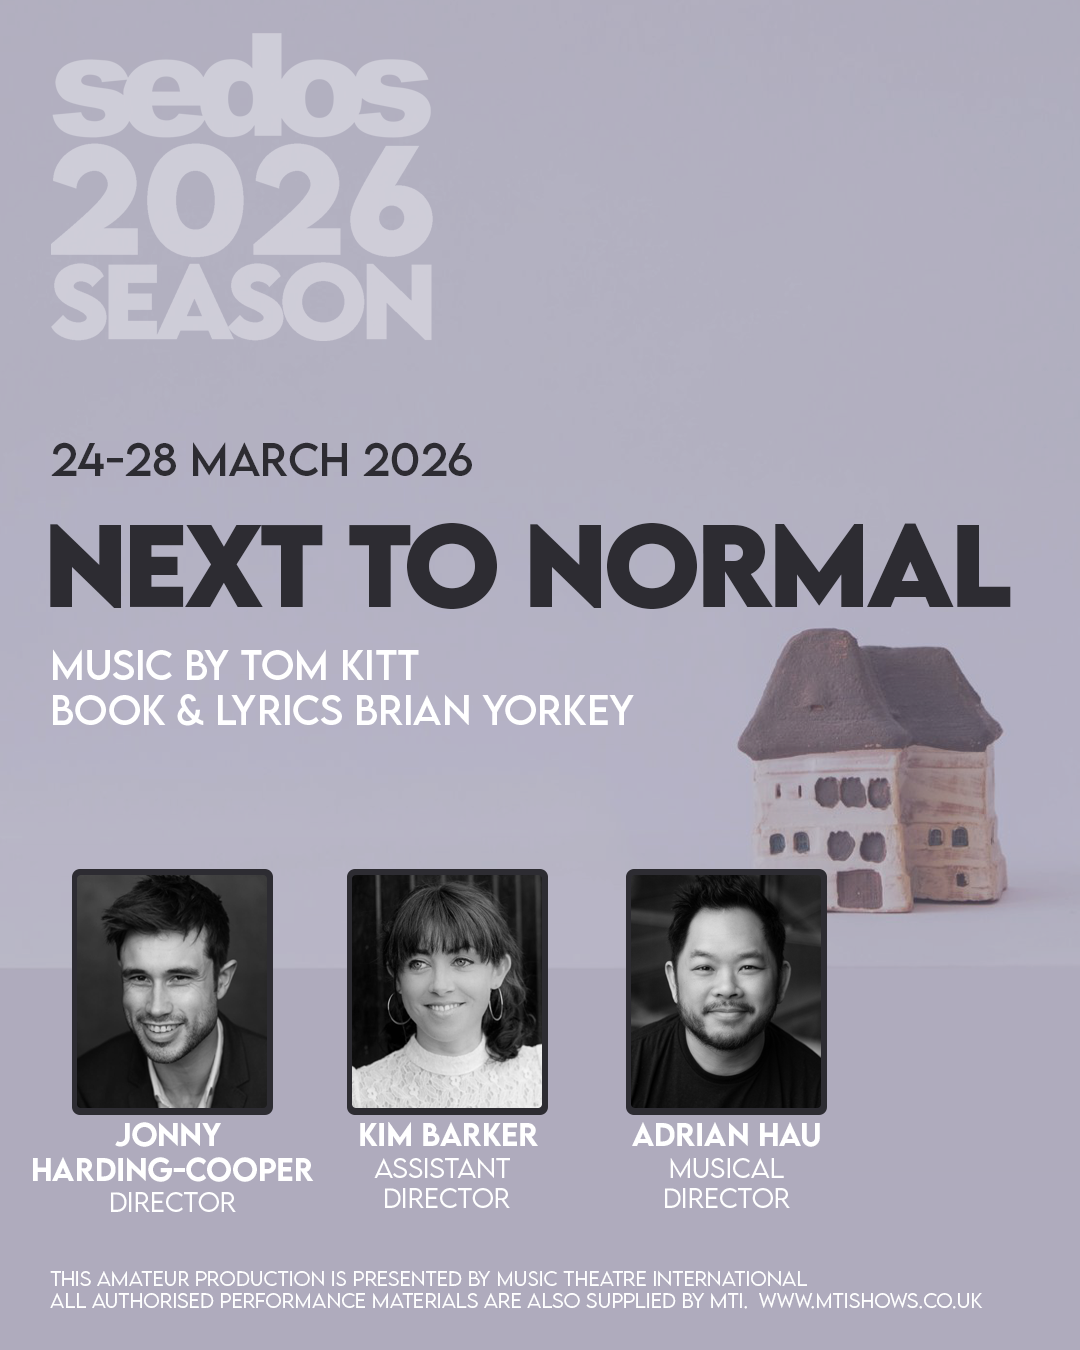 sedos
2026
SEASON
24-28 MARCH 2026
NEXT TO NORMAL
MUSIC BY TOM KITT
BOOK & LYRICS BRIAN YORKEY
JONNY
HARDING-COOPER
DIRECTOR
KIM BARKER
ASSISTANT
DIRECTOR
ADRIAN HAU
MUSICAL
DIRECTOR
THIS AMATEUR PRODUCTION IS PRESENTED BY MUSIC THEATRE INTERNATIONAL
ALL AUTHORISED PERFORMANCE MATERIALS ARE ALSO SUPPLIED BY MTI. WWW.MTISHOWS.CO.UK